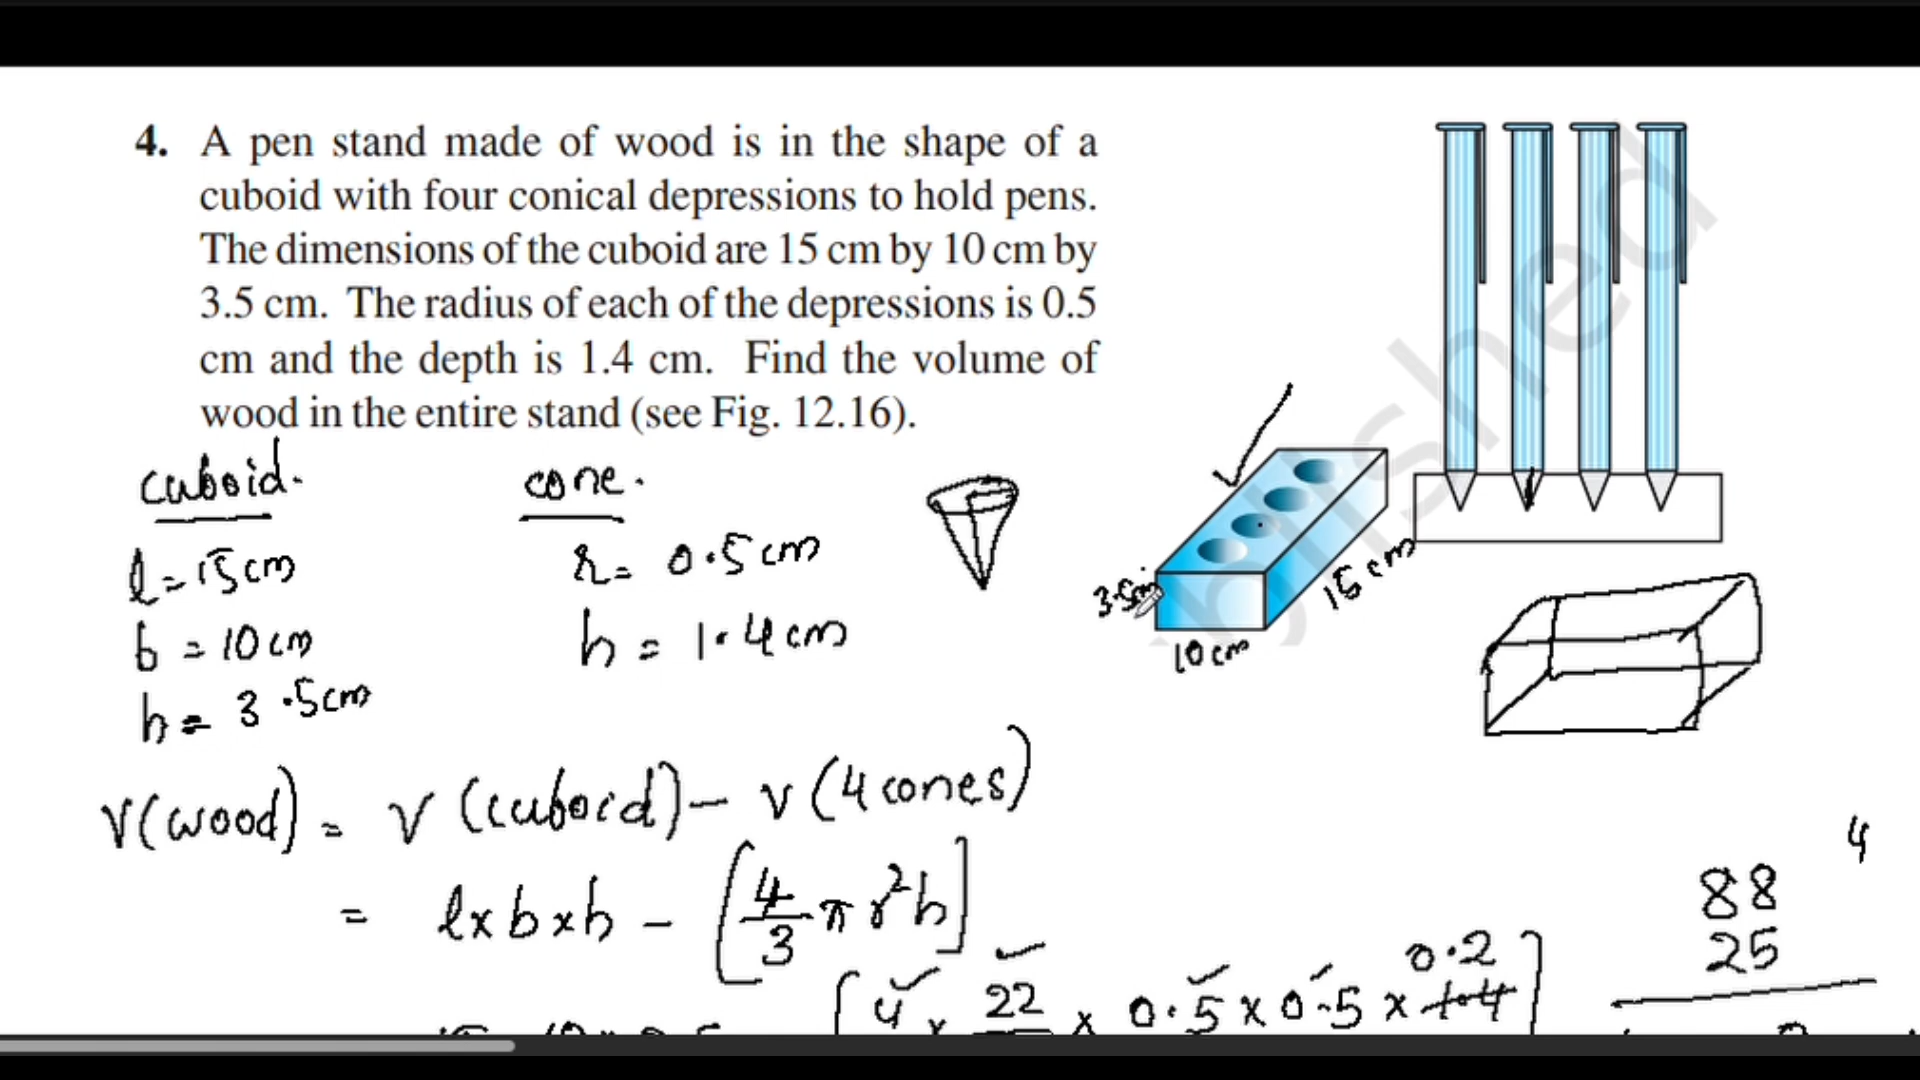 4. A pen stand made of wood is in the shape of a
cuboid with four conical depressions to hold pens.
The dimensions of the cuboid are 15 cm by 10 cm by
3.5 cm. The radius of each of the depressions is 0.5
cm and the depth is 1.4 cm. Find the volume of
wood in the entire stand (see Fig. 12.16).
cuboid.
l = 15cm
b = 10cm
h = 3.5cm
cone.
r = 0.5cm
h = 1.4cm
3.5cm
10cm
15cm
blished
V(wood) = V(cuboid) - V(4 cones)
= l×b×h - [4/3 πr²h]
[4 × 22 × 0.5 × 0.5 × 1.4]
0.2
4
88
25